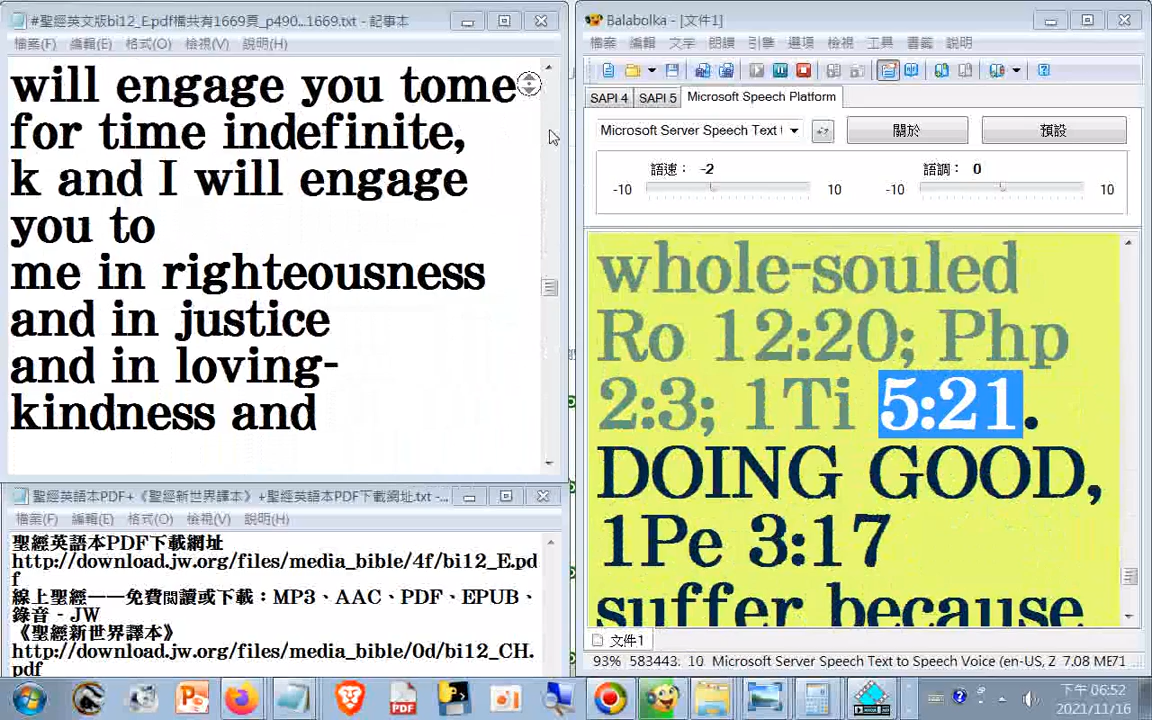 #聖經英文版bi12_E.pdf檔共有1669頁_p490...1669.txt - 記事本
檔案(F) 編輯(E) 格式(O) 檢視(V) 說明(H)
will engage you tome
for time indefinite,
k and I will engage
you to
me in righteousness
and in justice
and in loving-
kindness and
聖經英語本PDF+《聖經新世界譯本》+聖經英語本PDF下載網址.txt -...
檔案(F) 編輯(E) 格式(O) 檢視(V) 說明(H)
聖經英語本PDF下載網址
http://download.jw.org/files/media_bible/4f/bi12_E.pd
f
線上聖經——免費閱讀或下載：MP3、AAC、PDF、EPUB、
錄音 - JW
《聖經新世界譯本》
http://download.jw.org/files/media_bible/0d/bi12_CH.
pdf
Balabolka - [文件1]
檔案 編輯 文字 朗讀 引擎 選項 檢視 工具 書籤 說明
SAPI 4 SAPI 5 Microsoft Speech Platform
Microsoft Server Speech Text 關於 預設
語速： -2 語調： 0
-10 10 -10 10
whole-souled
Ro 12:20; Php
2:3; 1Ti 5:21.
DOING GOOD,
1Pe 3:17
suffer because
文件1
93% 583443: 10 Microsoft Server Speech Text to Speech Voice (en-US, Z 7.08 ME71
PDF
下午 06:52
2021/11/16